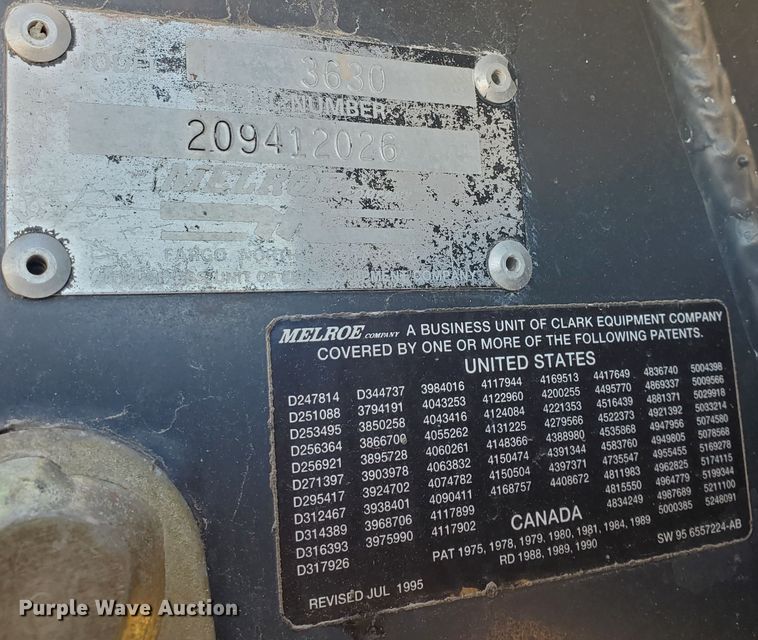 MODEL 3630
NUMBER
209412026
MELROE
FARGO NORTH
MELROE COMPANY A BUSINESS UNIT OF CLARK EQUIPMENT COMPANY
COVERED BY ONE OR MORE OF THE FOLLOWING PATENTS.
UNITED STATES
D247814 D344737 3984016 4117944 4169513 4417649 4836740 5004398
D251088 3794191 4043253 4122960 4200255 4495770 4869337 5009566
D253495 3850258 4043416 4124084 4221353 4516439 4881371 5029918
D256364 3866700 4055262 4131225 4279566 4522373 4921392 5083214
D256921 3895728 4060261 4148366 4388980 4535868 4947956 5074580
D271397 3903978 4063832 4150474 4391344 4583760 4949805 5078568
D295417 3924702 4074782 4150504 4397371 4735547 4955455 5169278
D312467 3938401 4090411 4168757 4408672 4811983 4962825 5174115
D314389 3968706 4117899 4815550 4964779 5199344
D316393 3975990 4117902 4834249 4987689 5211100
D317926 5000385 5248091
CANADA
PAT 1975, 1978, 1979, 1980, 1981, 1984, 1989
RD 1988, 1989, 1990
SW 95 6557224-AB
REVISED JUL 1995
Purple Wave Auction